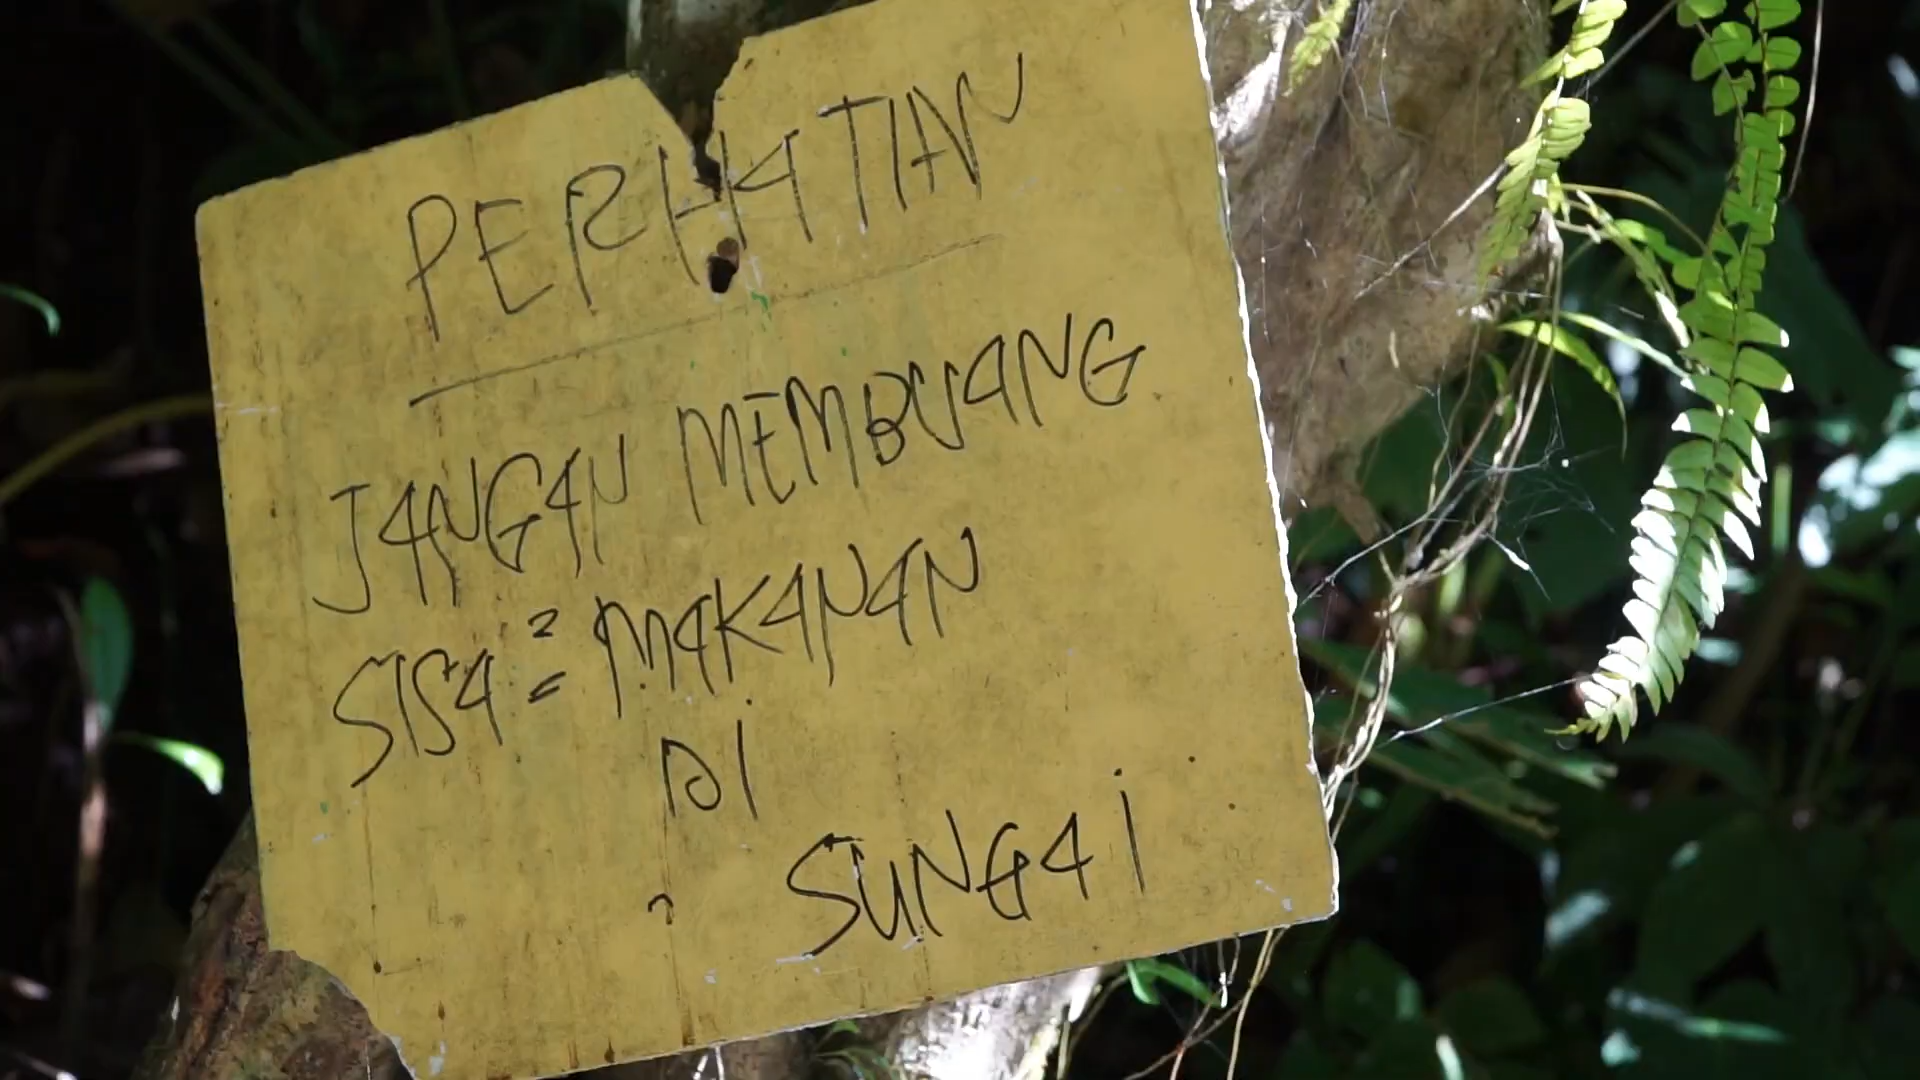 PERHATIAN
JANGAN MEMBUANG
SISA² MAKANAN
DI
SUNGAI